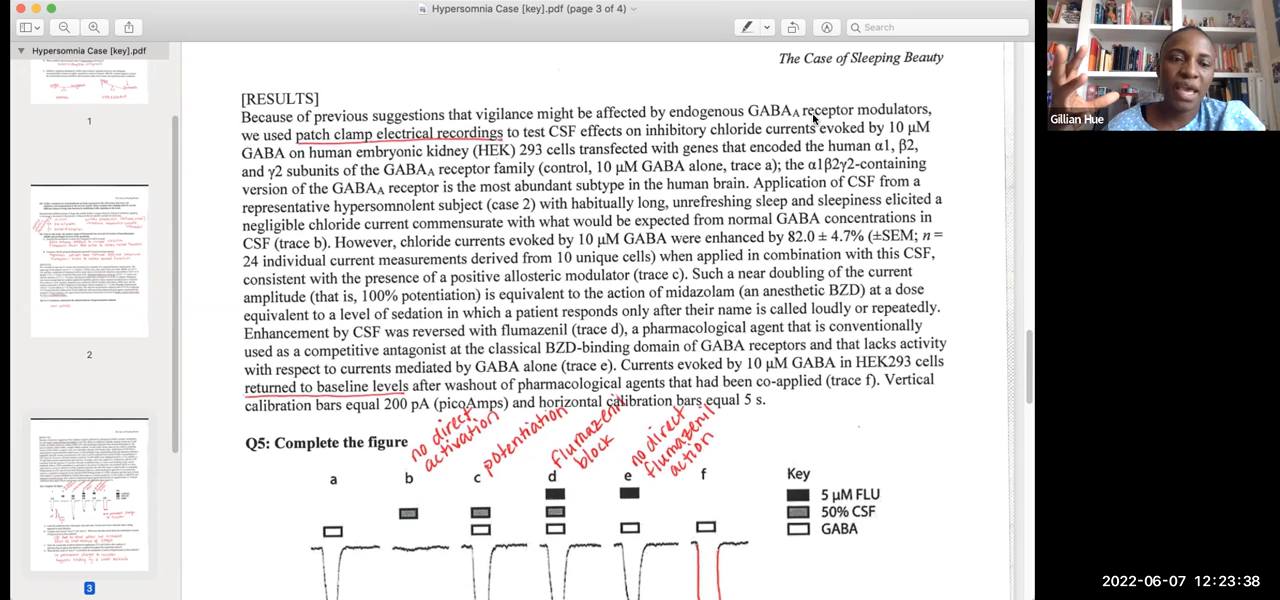 Hypersomnia Case [key].pdf (page 3 of 4)
Search
Hypersomnia Case [key].pdf
1
2
3
The Case of Sleeping Beauty
[RESULTS]
Because of previous suggestions that vigilance might be affected by endogenous GABAA receptor modulators,
we used patch clamp electrical recordings to test CSF effects on inhibitory chloride currents evoked by 10 μM
GABA on human embryonic kidney (HEK) 293 cells transfected with genes that encoded the human α1, β2,
and γ2 subunits of the GABAA receptor family (control, 10 μM GABA alone, trace a); the α1β2γ2-containing
version of the GABAA receptor is the most abundant subtype in the human brain. Application of CSF from a
representative hypersomnolent subject (case 2) with habitually long, unrefreshing sleep and sleepiness elicited a
negligible chloride current commensurate with that would be expected from normal GABA concentrations in
CSF (trace b). However, chloride currents evoked by 10 μM GABA were enhanced by 82.0 ± 4.7% (±SEM; n =
24 individual current measurements derived from 10 unique cells) when applied in combination with this CSF,
consistent with the presence of a positive allosteric modulator (trace c). Such a near doubling of the current
amplitude (that is, 100% potentiation) is equivalent to the action of midazolam (anesthetic BZD) at a dose
equivalent to a level of sedation in which a patient responds only after their name is called loudly or repeatedly.
Enhancement by CSF was reversed with flumazenil (trace d), a pharmacological agent that is conventionally
used as a competitive antagonist at the classical BZD-binding domain of GABA receptors and that lacks activity
with respect to currents mediated by GABA alone (trace e). Currents evoked by 10 μM GABA in HEK293 cells
returned to baseline levels after washout of pharmacological agents that had been co-applied (trace f). Vertical
calibration bars equal 200 pA (picoAmps) and horizontal calibration bars equal 5 s.
Q5: Complete the figure
no direct
activation
potentiation
flumazenil
block
no direct
flumazenil
action
a b c d e f
Key
5 μM FLU
50% CSF
GABA
Gillian Hue
2022-06-07 12:23:38